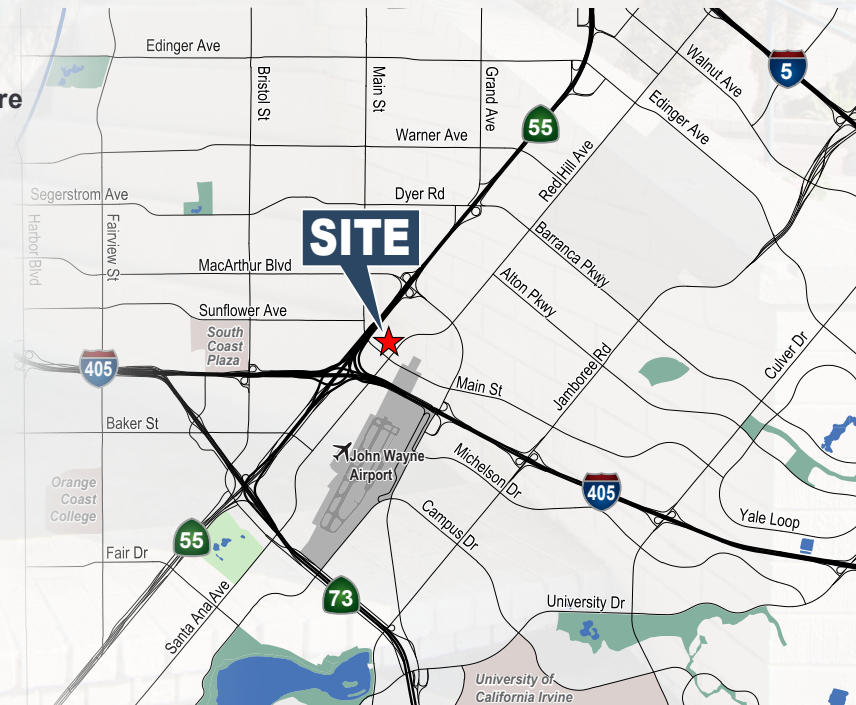 Edinger Ave
Bristol St
Main St
Grand Ave
Walnut Ave
5
re
Edinger Ave
55
Warner Ave
Red Hill Ave
Segerstrom Ave
Dyer Rd
Harbor Blvd
Fairview St
SITE
Barranca Pkwy
MacArthur Blvd
Alton Pkwy
Sunflower Ave
South
Coast
Plaza
Culver Dr
405
Jamboree Rd
Main St
Baker St
John Wayne
Airport
Michelson Dr
Orange
Coast
College
405
Campus Dr
Yale Loop
55
Fair Dr
73
Santa Ana Ave
University Dr
University of
California Irvine